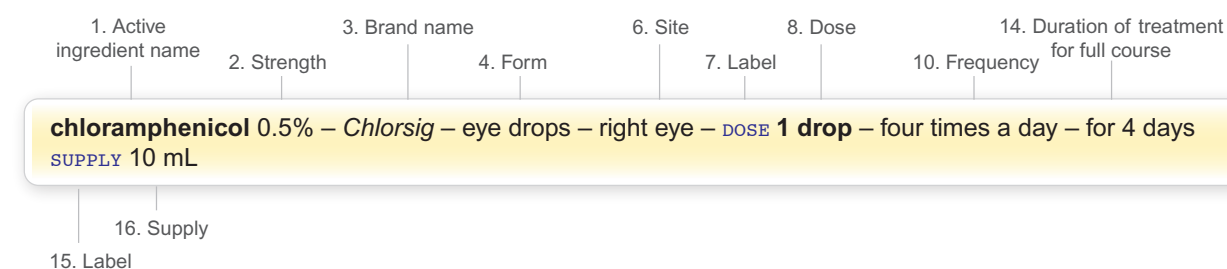 1. Active
ingredient name
2. Strength
3. Brand name
4. Form
6. Site
7. Label
8. Dose
10. Frequency
14. Duration of treatment
for full course
chloramphenicol 0.5% – Chlorsig – eye drops – right eye – DOSE 1 drop – four times a day – for 4 days
SUPPLY 10 mL
16. Supply
15. Label